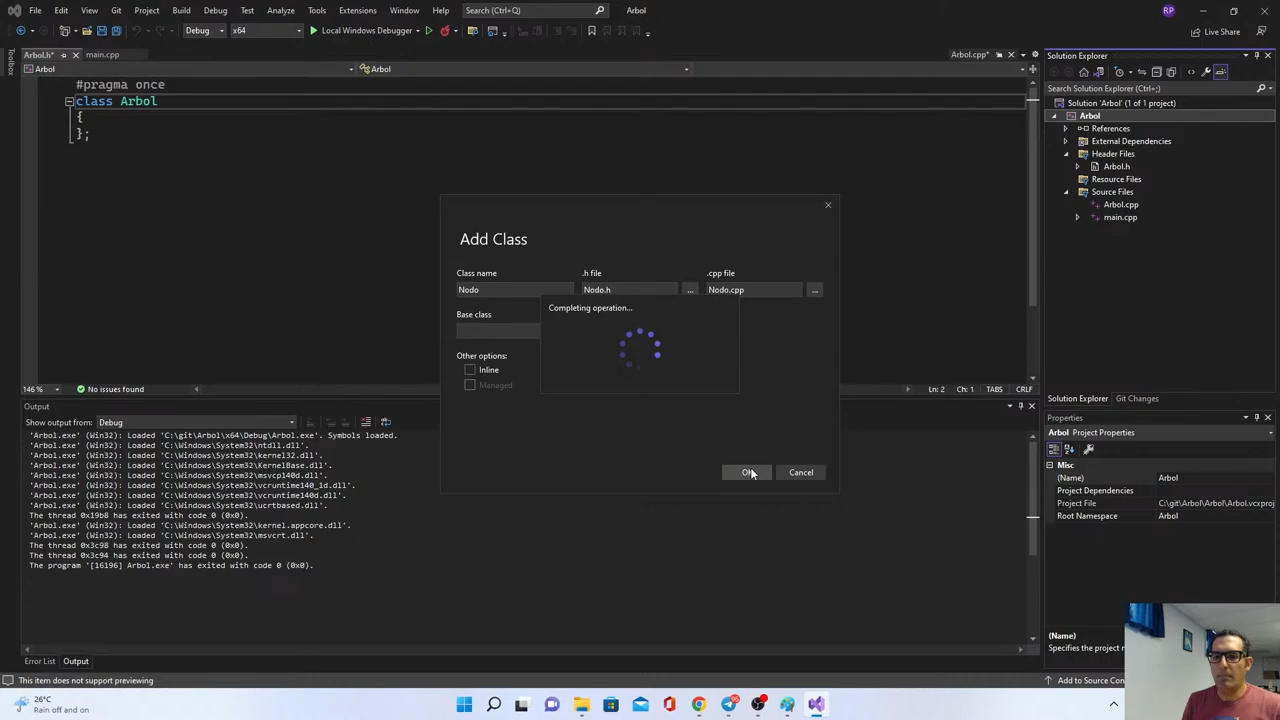 File Edit View Git Project Build Debug Test Analyze Tools Extensions Window Help Search (Ctrl+Q) Arbol RP
Debug x64 Local Windows Debugger Live Share
Toolbox
Arbol.h* main.cpp Arbol.cpp*
Arbol Arbol
#pragma once
class Arbol
{
};
Add Class
Class name .h file .cpp file
Nodo Nodo.h ... Nodo.cpp ...
Base class
Completing operation...
Other options:
Inline
Managed
OK Cancel
146 % No issues found Ln: 2 Ch: 1 TABS CRLF
Output
Show output from: Debug
'Arbol.exe' (Win32): Loaded 'C:\git\Arbol\x64\Debug\Arbol.exe'. Symbols loaded.
'Arbol.exe' (Win32): Loaded 'C:\Windows\System32\ntdll.dll'.
'Arbol.exe' (Win32): Loaded 'C:\Windows\System32\kernel32.dll'.
'Arbol.exe' (Win32): Loaded 'C:\Windows\System32\KernelBase.dll'.
'Arbol.exe' (Win32): Loaded 'C:\Windows\System32\msvcp140d.dll'.
'Arbol.exe' (Win32): Loaded 'C:\Windows\System32\vcruntime140_1d.dll'.
'Arbol.exe' (Win32): Loaded 'C:\Windows\System32\vcruntime140d.dll'.
'Arbol.exe' (Win32): Loaded 'C:\Windows\System32\ucrtbased.dll'.
The thread 0x19b8 has exited with code 0 (0x0).
'Arbol.exe' (Win32): Loaded 'C:\Windows\System32\kernel.appcore.dll'.
'Arbol.exe' (Win32): Loaded 'C:\Windows\System32\msvcrt.dll'.
The thread 0x3c98 has exited with code 0 (0x0).
The thread 0x3c94 has exited with code 0 (0x0).
The program '[16196] Arbol.exe' has exited with code 0 (0x0).
Error List Output
This item does not support previewing
Solution Explorer
Search Solution Explorer (Ctrl+;)
Solution 'Arbol' (1 of 1 project)
Arbol
References
External Dependencies
Header Files
Arbol.h
Resource Files
Source Files
Arbol.cpp
main.cpp
Solution Explorer Git Changes
Properties
Arbol Project Properties
Misc
(Name) Arbol
Project Dependencies
Project File C:\git\Arbol\Arbol\Arbol.vcxproj
Root Namespace Arbol
(Name)
Specifies the project
Add to Source
26°C
Rain off and on